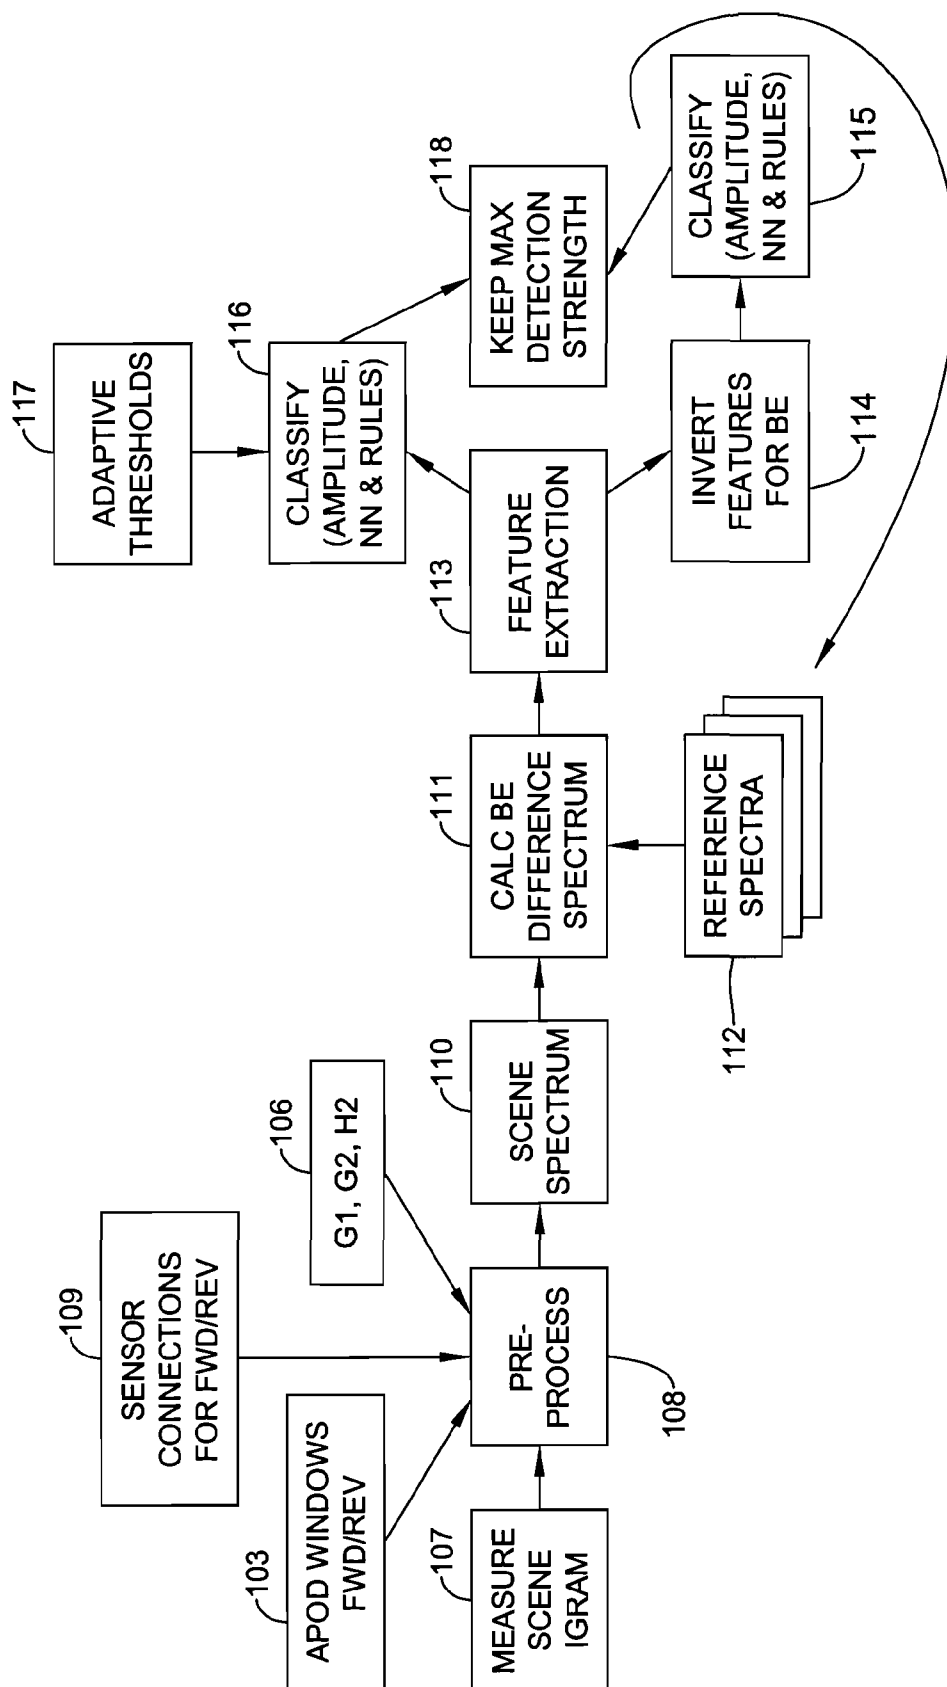 117
ADAPTIVE
THRESHOLDS
116
CLASSIFY
(AMPLITUDE,
NN & RULES)
118
KEEP MAX
DETECTION
STRENGTH
CLASSIFY
(AMPLITUDE,
NN & RULES)
115
113
FEATURE
EXTRACTION
INVERT
FEATURES
FOR BE
114
111
CALC BE
DIFFERENCE
SPECTRUM
REFERENCE
SPECTRA
112
110
SCENE
SPECTRUM
106
G1, G2, H2
109
SENSOR
CONNECTIONS
FOR FWD/REV
103
APOD WINDOWS
FWD/REV
PRE-
PROCESS
108
107
MEASURE
SCENE
IGRAM